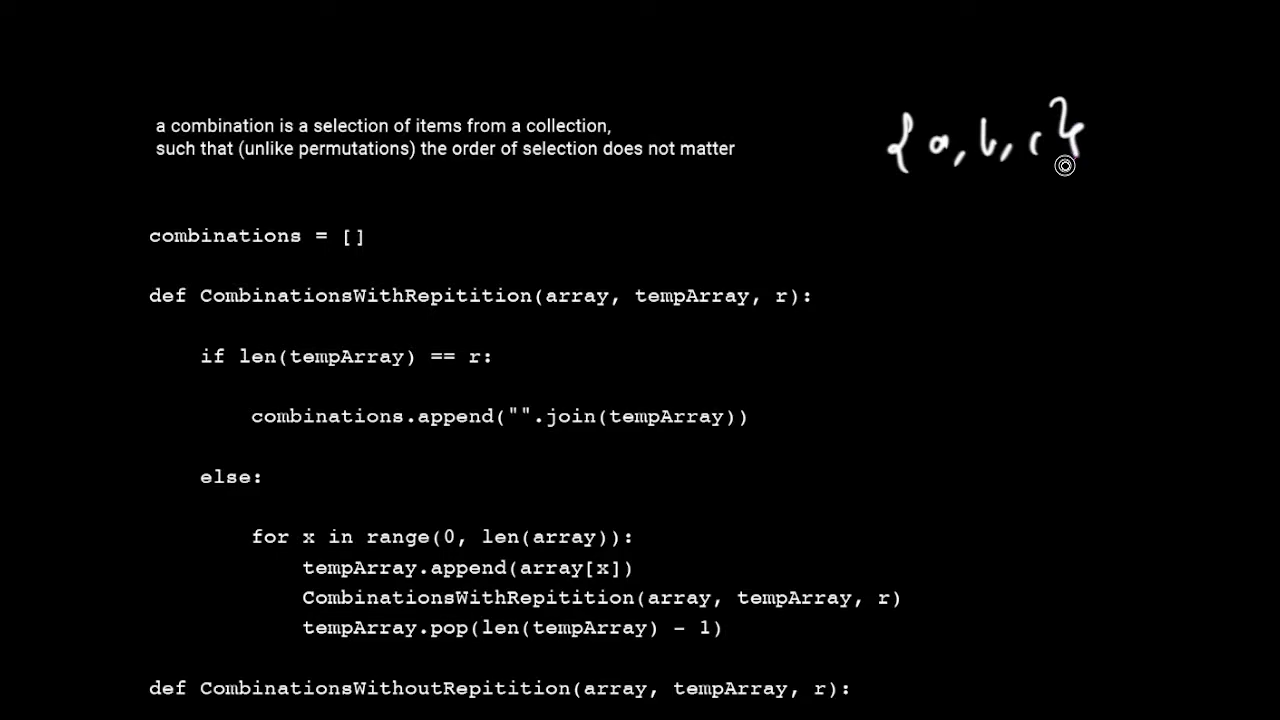 a combination is a selection of items from a collection,
such that (unlike permutations) the order of selection does not matter
{a, b, c}
combinations = []
def CombinationsWithRepitition(array, tempArray, r):
if len(tempArray) == r:
combinations.append("".join(tempArray))
else:
for x in range(0, len(array)):
tempArray.append(array[x])
CombinationsWithRepitition(array, tempArray, r)
tempArray.pop(len(tempArray) - 1)
def CombinationsWithoutRepitition(array, tempArray, r):